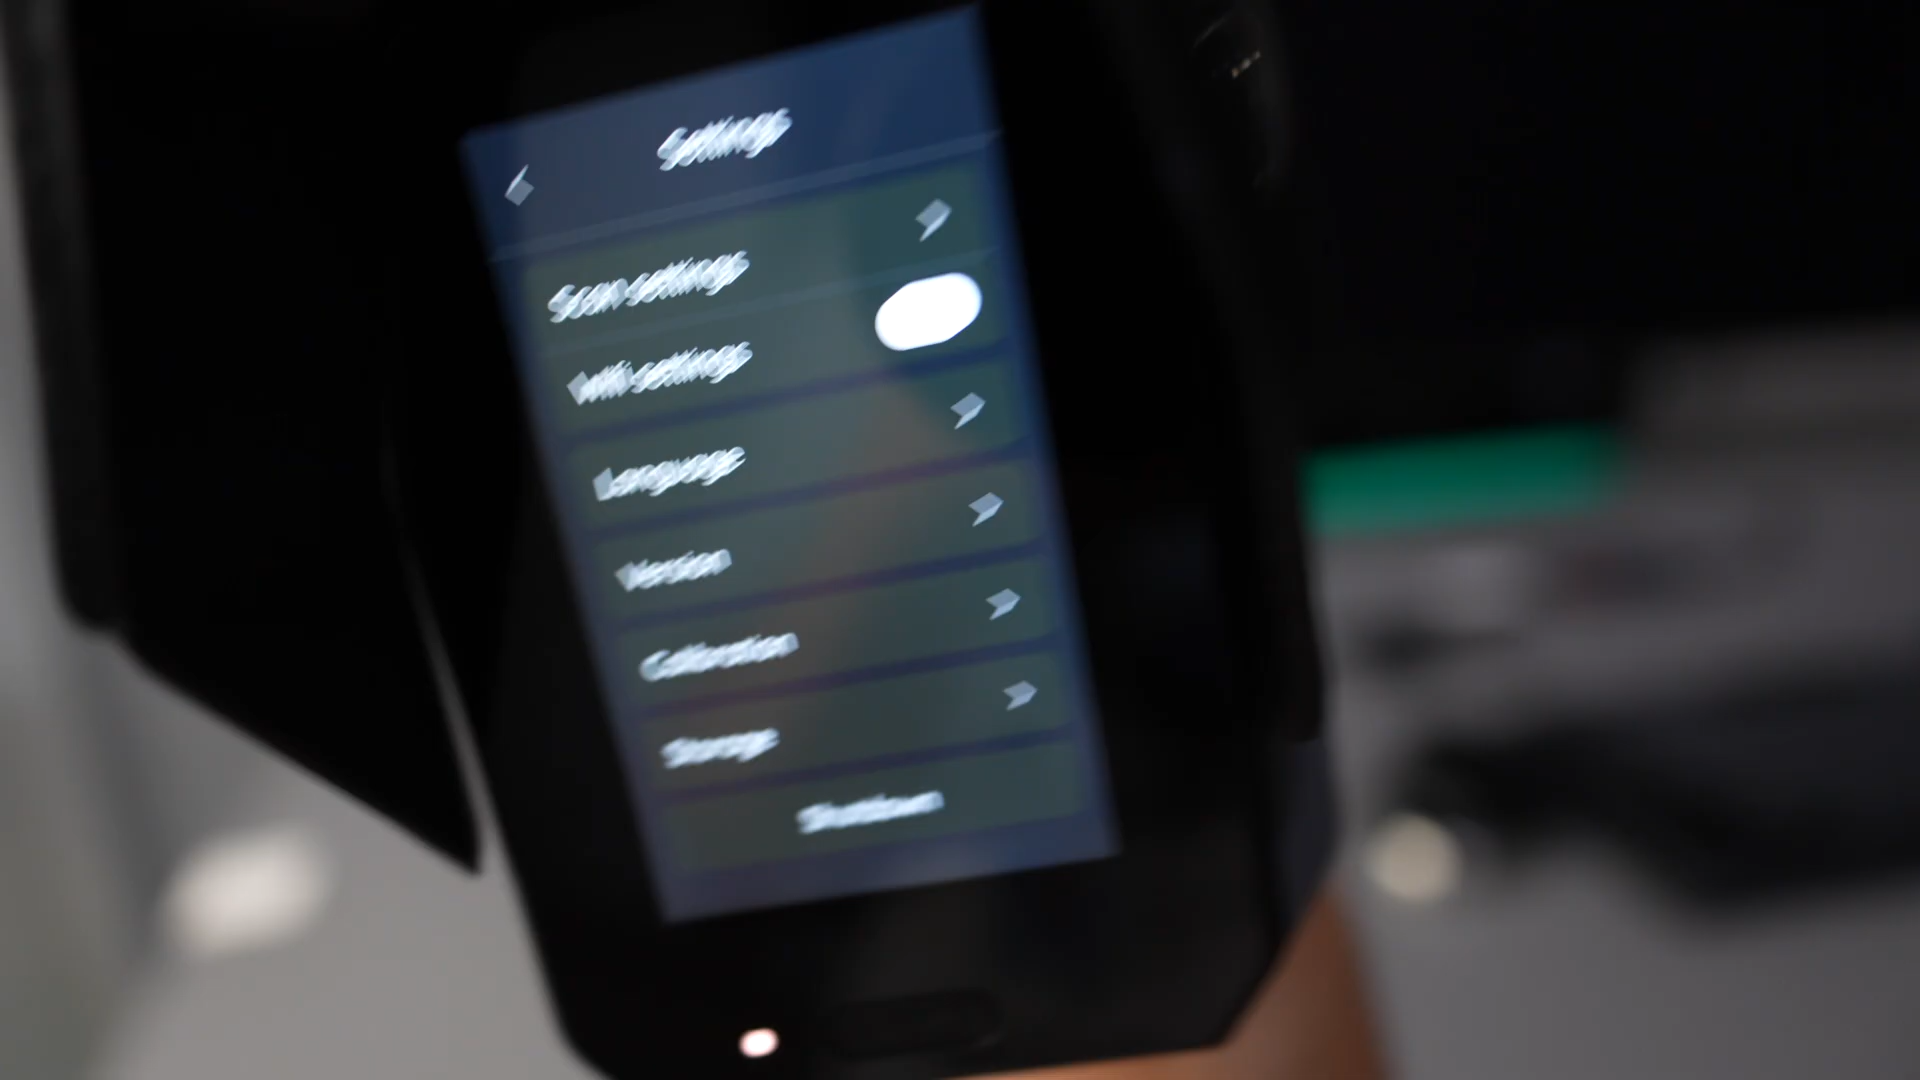 Settings
Scan settings
Wifi settings
Language
Version
Calibration
Storage
Shutdown